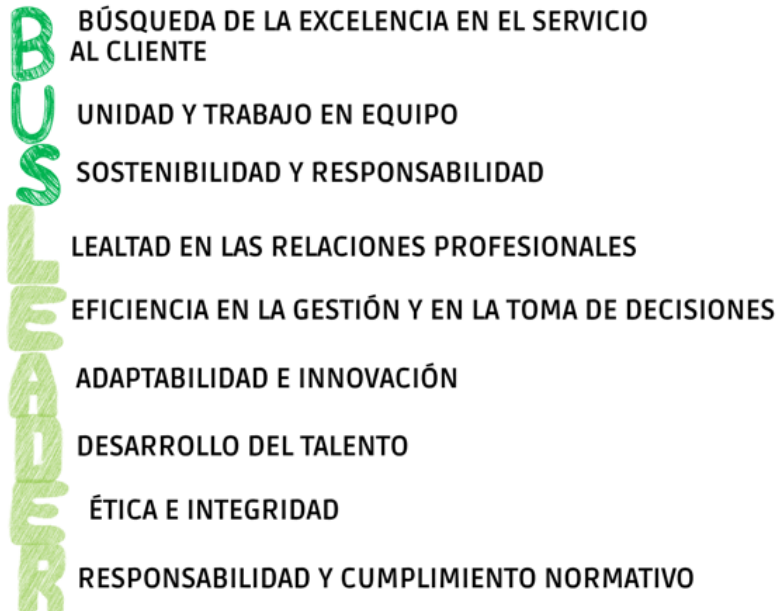 B BÚSQUEDA DE LA EXCELENCIA EN EL SERVICIO
AL CLIENTE
U UNIDAD Y TRABAJO EN EQUIPO
S SOSTENIBILIDAD Y RESPONSABILIDAD
L LEALTAD EN LAS RELACIONES PROFESIONALES
E EFICIENCIA EN LA GESTIÓN Y EN LA TOMA DE DECISIONES
A ADAPTABILIDAD E INNOVACIÓN
D DESARROLLO DEL TALENTO
E ÉTICA E INTEGRIDAD
R RESPONSABILIDAD Y CUMPLIMIENTO NORMATIVO